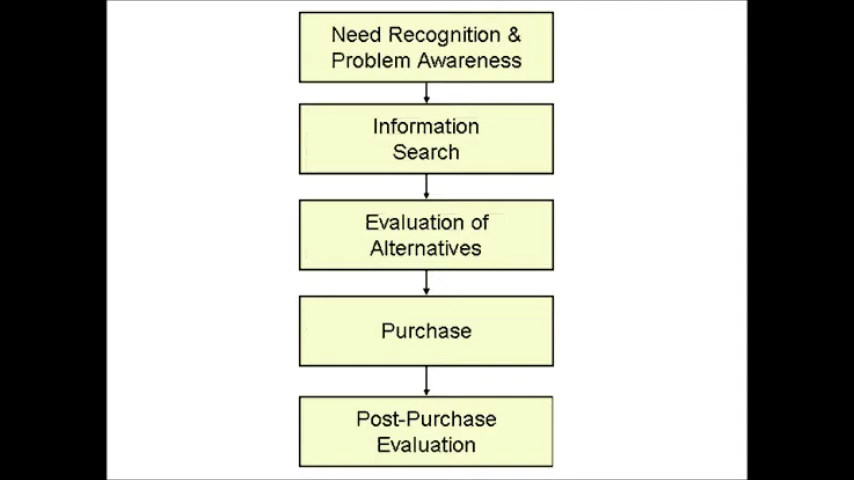 Need Recognition &
Problem Awareness
Information
Search
Evaluation of
Alternatives
Purchase
Post-Purchase
Evaluation